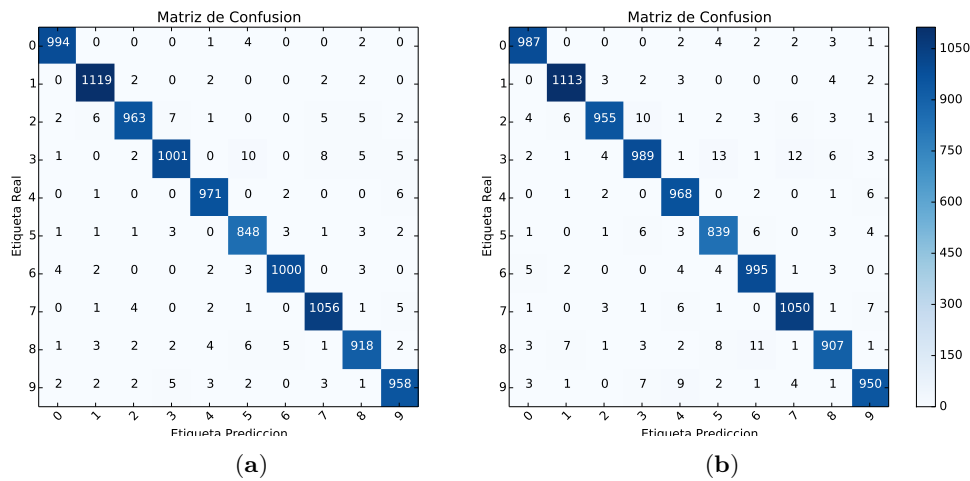 Matriz de Confusion
0 994 0 0 0 1 4 0 0 2 0
1 0 1119 2 0 2 0 0 2 2 0
2 2 6 963 7 1 0 0 5 5 2
3 1 0 2 1001 0 10 0 8 5 5
4 0 1 0 0 971 0 2 0 0 6
5 1 1 1 3 0 848 3 1 3 2
6 4 2 0 0 2 3 1000 0 3 0
7 0 1 4 0 2 1 0 1056 1 5
8 1 3 2 2 4 6 5 1 918 2
9 2 2 2 5 3 2 0 3 1 958
0 1 2 3 4 5 6 7 8 9
Etiqueta Real
Etiqueta Prediccion
(a)
Matriz de Confusion
0 987 0 0 0 2 4 2 2 3 1
1 0 1113 3 2 3 0 0 0 4 2
2 4 6 955 10 1 2 3 6 3 1
3 2 1 4 989 1 13 1 12 6 3
4 0 1 2 0 968 0 2 0 1 6
5 1 0 1 6 3 839 6 0 3 4
6 5 2 0 0 4 4 995 1 3 0
7 1 0 3 1 6 1 0 1050 1 7
8 3 7 1 3 2 8 11 1 907 1
9 3 1 0 7 9 2 1 4 1 950
0 1 2 3 4 5 6 7 8 9
Etiqueta Real
Etiqueta Prediccion
(b)
1050
900
750
600
450
300
150
0